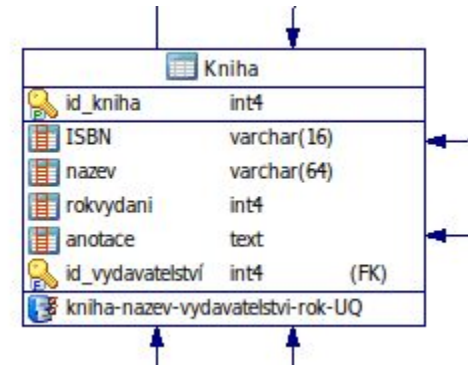 Kniha
id_kniha int4
ISBN varchar(16)
nazev varchar(64)
rokvydani int4
anotace text
id_vydavatelství int4 (FK)
kniha-nazev-vydavatelstvi-rok-UQ